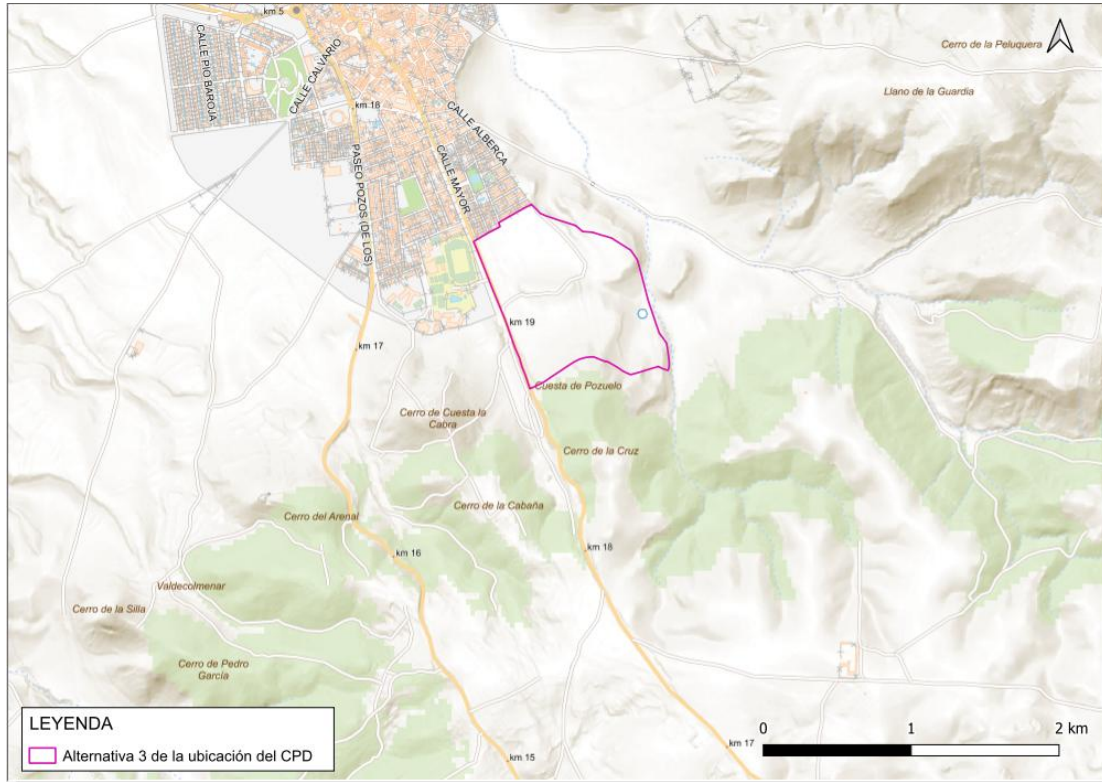 km 5
CALLE PIO BAROJA
CALLE CALVARIO
km 18
PASEO POZOS (DE LOS)
CALLE MAYOR
CALLE ALBERCA
Cerro de la Peluquera
Llano de la Guardia
km 19
km 17
Cuesta de Pozuelo
Cerro de Cuesta la
Cabra
Cerro de la Cruz
Cerro de la Cabaña
Cerro del Arenal
km 16
km 18
Valdecolmenar
Cerro de la Silla
Cerro de Pedro
García
km 15
km 17
LEYENDA
Alternativa 3 de la ubicación del CPD
0 1 2 km